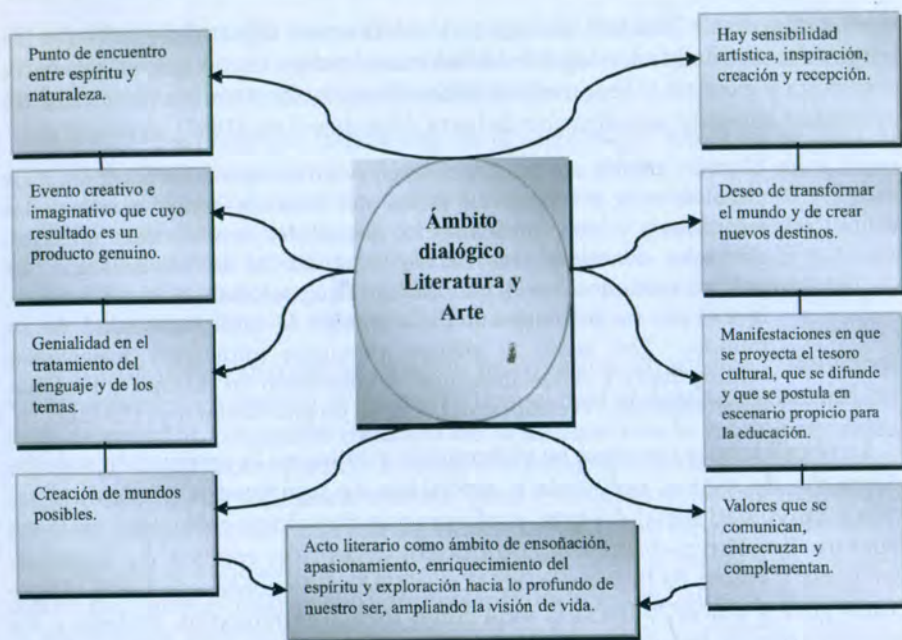 Punto de encuentro
entre espíritu y
naturaleza.
Evento creativo e
imaginativo que cuyo
resultado es un
producto genuino.
Genialidad en el
tratamiento del
lenguaje y de los
temas.
Creación de mundos
posibles.
Ámbito
dialógico
Literatura y
Arte
Hay sensibilidad
artística, inspiración,
creación y recepción.
Deseo de transformar
el mundo y de crear
nuevos destinos.
Manifestaciones en que
se proyecta el tesoro
cultural, que se difunde
y que se postula en
escenario propicio para
la educación.
Valores que se
comunican,
entrecruzan y
complementan.
Acto literario como ámbito de ensoñación,
apasionamiento, enriquecimiento del
espíritu y exploración hacia lo profundo de
nuestro ser, ampliando la visión de vida.